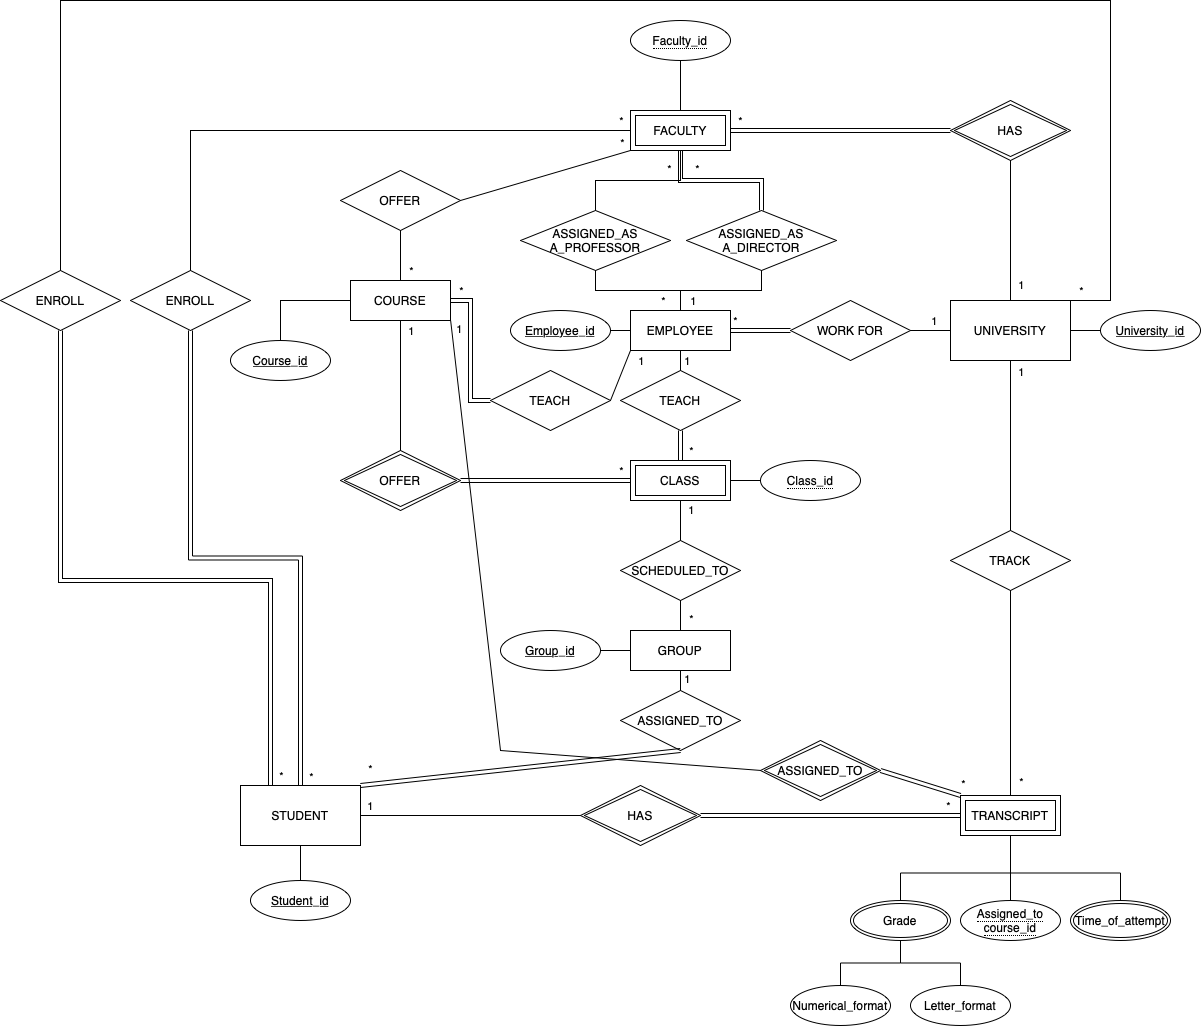 Faculty_id
*
*
FACULTY
HAS
*
*
*
OFFER
ASSIGNED_AS
A_PROFESSOR
ASSIGNED_AS
A_DIRECTOR
*
*
1
*
ENROLL
ENROLL
COURSE
*
1
1
Employee_id
EMPLOYEE
*
WORK FOR
1
UNIVERSITY
University_id
1
1
Course_id
1
1
1
TEACH
TEACH
*
*
OFFER
CLASS
Class_id
1
TRACK
SCHEDULED_TO
*
Group_id
GROUP
1
ASSIGNED_TO
*
*
*
ASSIGNED_TO
*
*
1
*
STUDENT
HAS
TRANSCRIPT
Student_id
Grade
Assigned_to
course_id
Time_of_attempt
Numerical_format
Letter_format